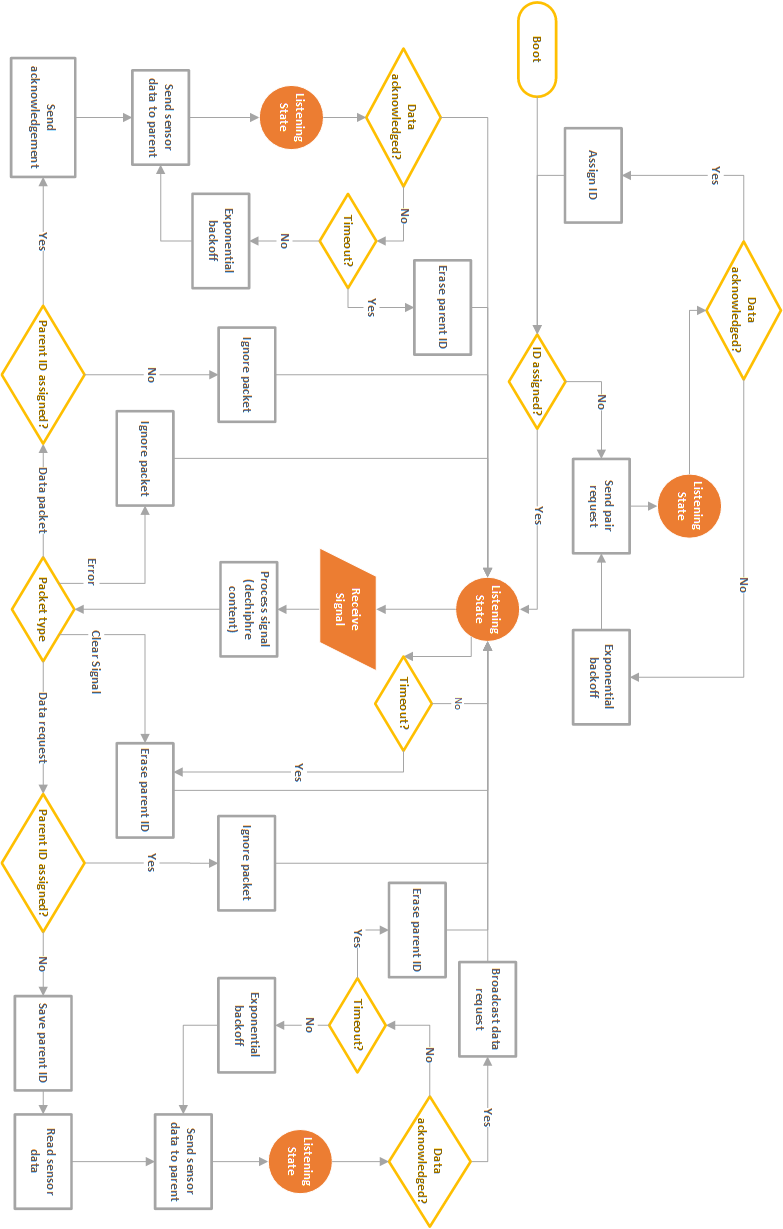 Data
acknowledged?
Yes
No
Listening
State
Assign ID
No
Send pair
request
Exponential
backoff
Boot
ID assigned?
Yes
Listening
State
Broadcast data
request
Yes
No
Data
acknowledged?
No
Erase parent ID
Timeout?
No
Erase parent ID
Yes
Data
acknowledged?
Yes
Timeout?
Receive
Signal
Yes
Timeout?
No
Listening
State
Listening
State
No
Exponential
backoff
Ignore packet
Process signal
(dechiphre
content)
Ignore packet
Exponential
backoff
Send sensor
data to parent
No
Ignore packet
Erase parent ID
Yes
Send sensor
data to parent
Error
Clear Signal
Send
acknowledgement
Yes
Parent ID assigned?
Data packet
Packet type
Data request
Parent ID assigned?
No
Save parent ID
Read sensor
data